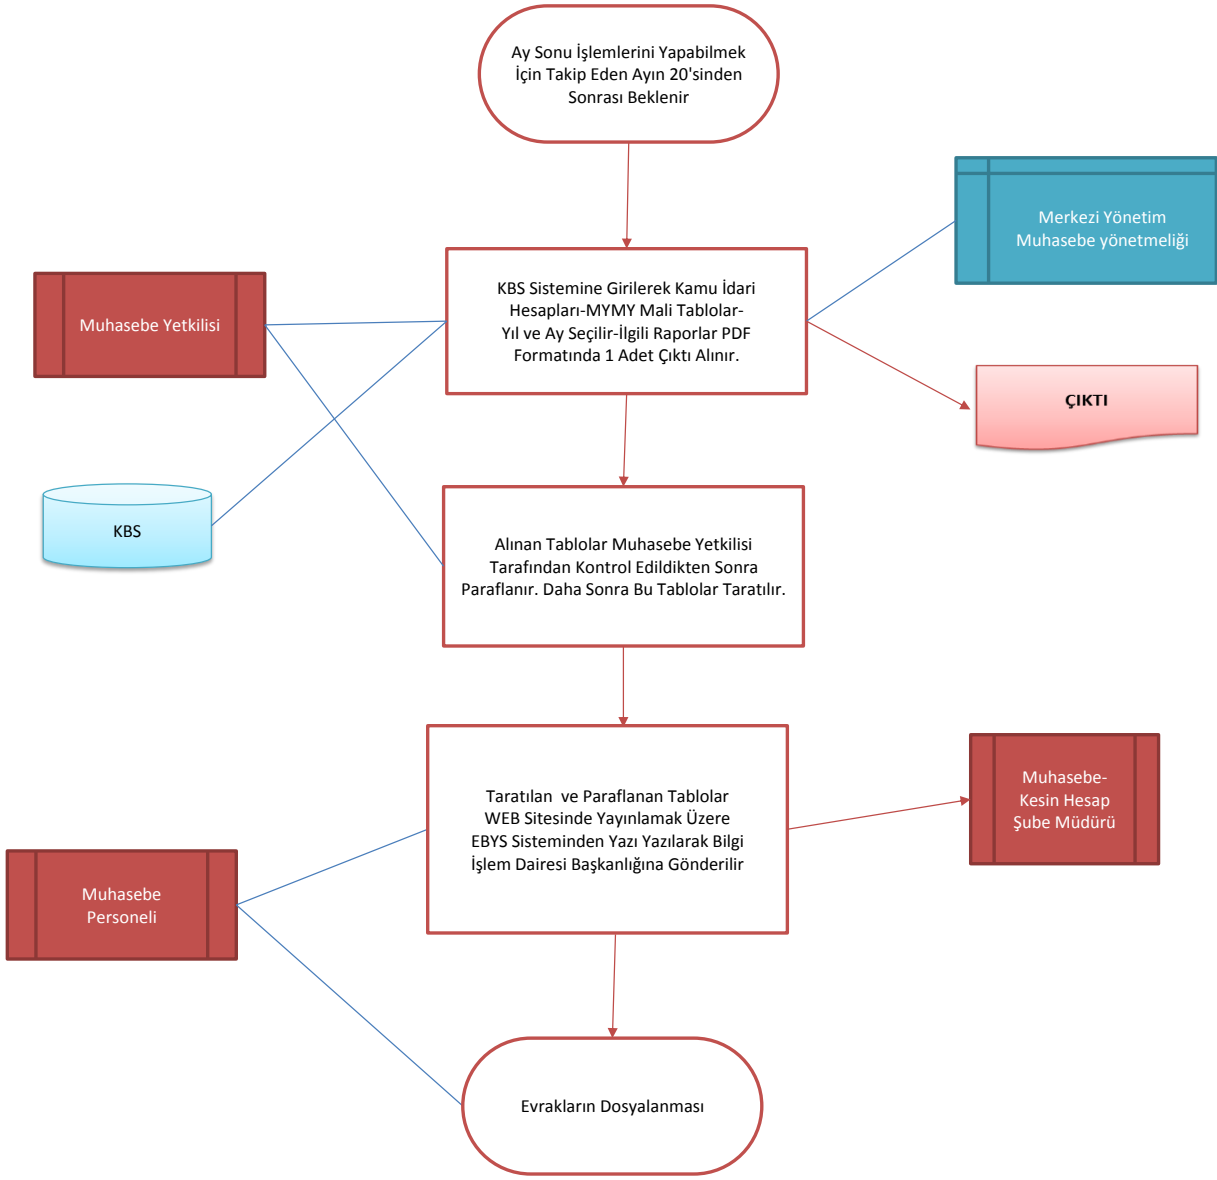 Ay Sonu İşlemlerini Yapabilmek
İçin Takip Eden Ayın 20'sinden
Sonrası Beklenir
Merkezi Yönetim
Muhasebe yönetmeliği
Muhasebe Yetkilisi
KBS Sistemine Girilerek Kamu İdari
Hesapları-MYMY Mali Tablolar-
Yıl ve Ay Seçilir-İlgili Raporlar PDF
Formatında 1 Adet Çıktı Alınır.
ÇIKTI
KBS
Alınan Tablolar Muhasebe Yetkilisi
Tarafından Kontrol Edildikten Sonra
Paraflanır. Daha Sonra Bu Tablolar Taratılır.
Taratılan  ve Paraflanan Tablolar
WEB Sitesinde Yayınlamak Üzere
EBYS Sisteminden Yazı Yazılarak Bilgi
İşlem Dairesi Başkanlığına Gönderilir
Muhasebe-
Kesin Hesap
Şube Müdürü
Muhasebe
Personeli
Evrakların Dosyalanması